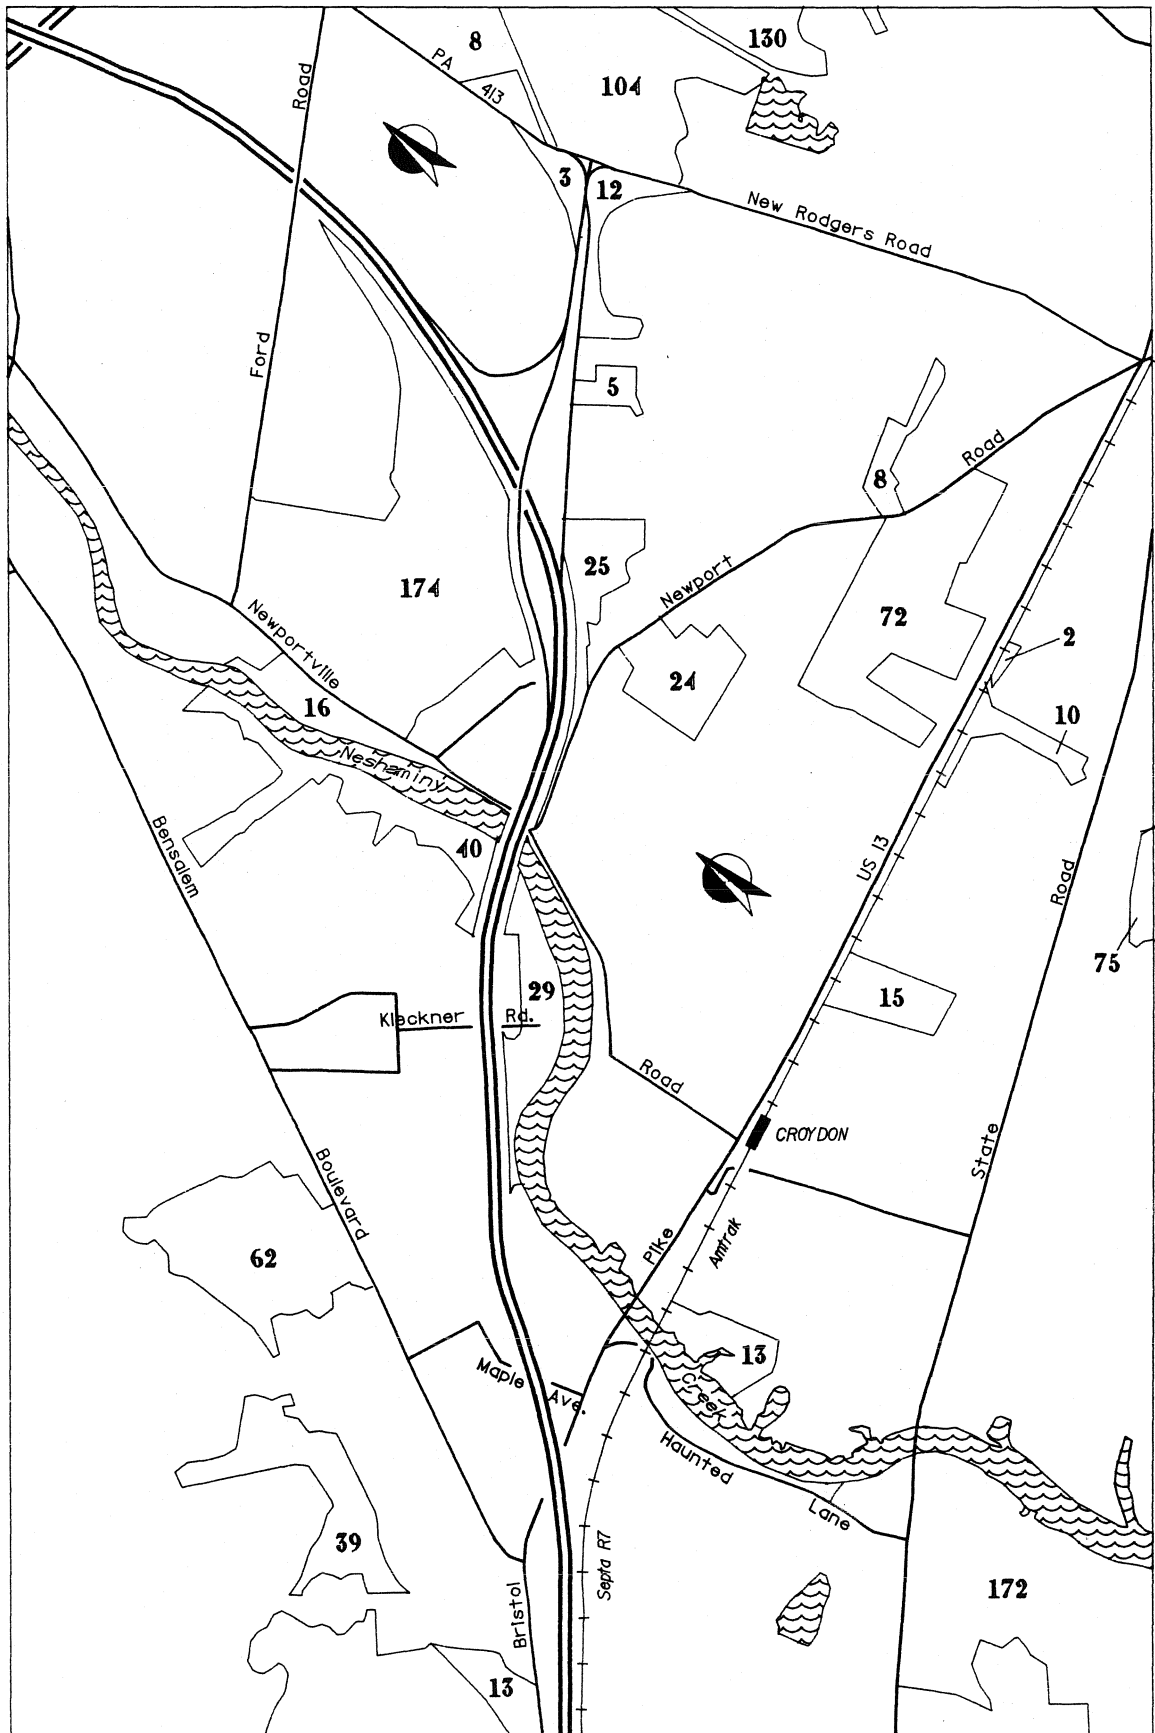 8
130
PA
413
104
Road
3
12
New Rodgers Road
Ford
5
8
Road
25
174
Newport
72
Newportville
2
24
16
10
Neshaminy
Bensalem
40
US 13
Road
75
29
15
Kleckner Rd.
Road
CROYDON
State
Boulevard
Pike
Amtrak
62
13
Maple Ave.
Creek
Haunted
Lane
39
Septa R7
172
Bristol
13